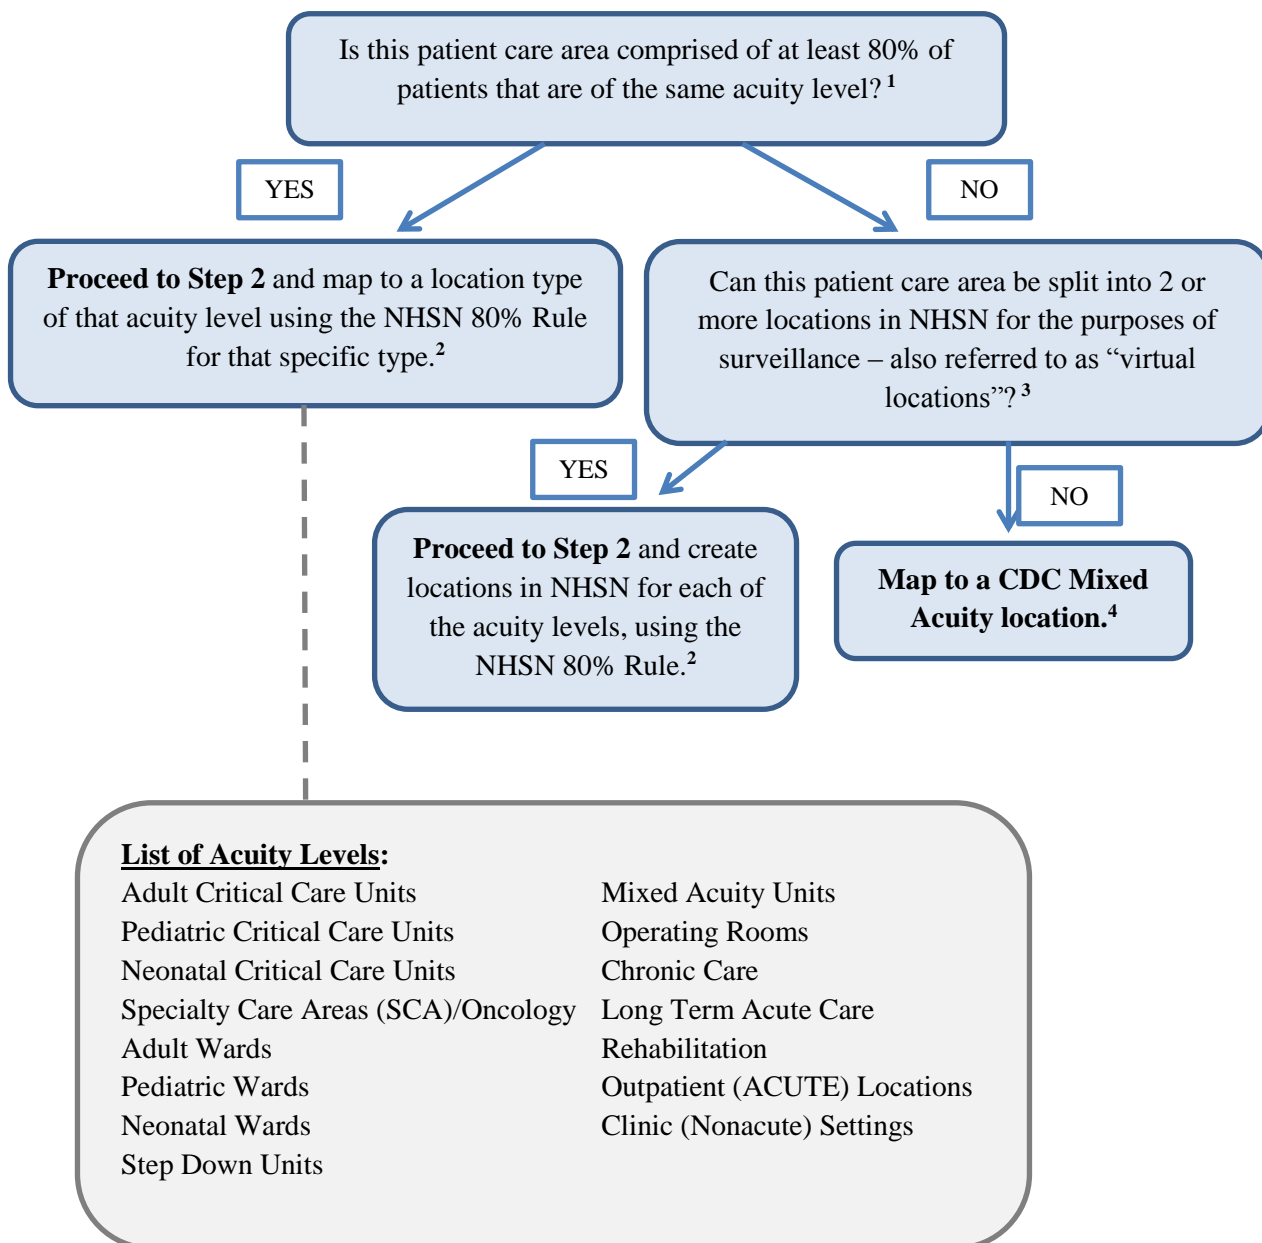 Is this patient care area comprised of at least 80% of
patients that are of the same acuity level? 1
YES
NO
Proceed to Step 2 and map to a location type
of that acuity level using the NHSN 80% Rule
for that specific type.2
Can this patient care area be split into 2 or
more locations in NHSN for the purposes of
surveillance – also referred to as “virtual
locations”? 3
YES
NO
Proceed to Step 2 and create
locations in NHSN for each of
the acuity levels, using the
NHSN 80% Rule.2
Map to a CDC Mixed
Acuity location.4
List of Acuity Levels:
Adult Critical Care Units
Pediatric Critical Care Units
Neonatal Critical Care Units
Specialty Care Areas (SCA)/Oncology
Adult Wards
Pediatric Wards
Neonatal Wards
Step Down Units
Mixed Acuity Units
Operating Rooms
Chronic Care
Long Term Acute Care
Rehabilitation
Outpatient (ACUTE) Locations
Clinic (Nonacute) Settings